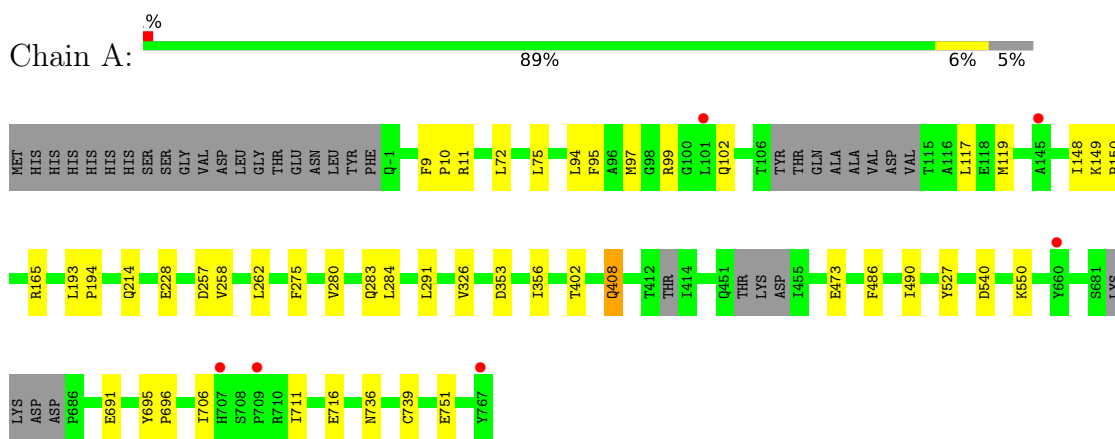 .%
Chain A:
89% 6% 5%
MET HIS HIS HIS HIS HIS HIS SER SER GLY VAL ASP LEU GLY THR GLU ASN LEU TYR PHE Q-1 F9 P10 R11 L72 L75 L94 F95 A96 M97 G98 R99 G100 L101 Q102 T106 TYR THR GLN ALA ALA VAL ASP VAL T115 A116 L117 E118 M119 A145 I148 K149 R150
R165 L193 P194 Q214 E228 D257 V258 L262 F275 V280 Q283 L284 L291 V326 D353 I356 T402 Q408 T412 THR I414 Q451 THR LYS ASP I455 E473 F486 I490 Y527 D540 K550 Y660 S681 LYS
LYS ASP ASP P686 E691 Y695 P696 I706 H707 S708 P709 R710 I711 E716 N736 C739 E751 Y767